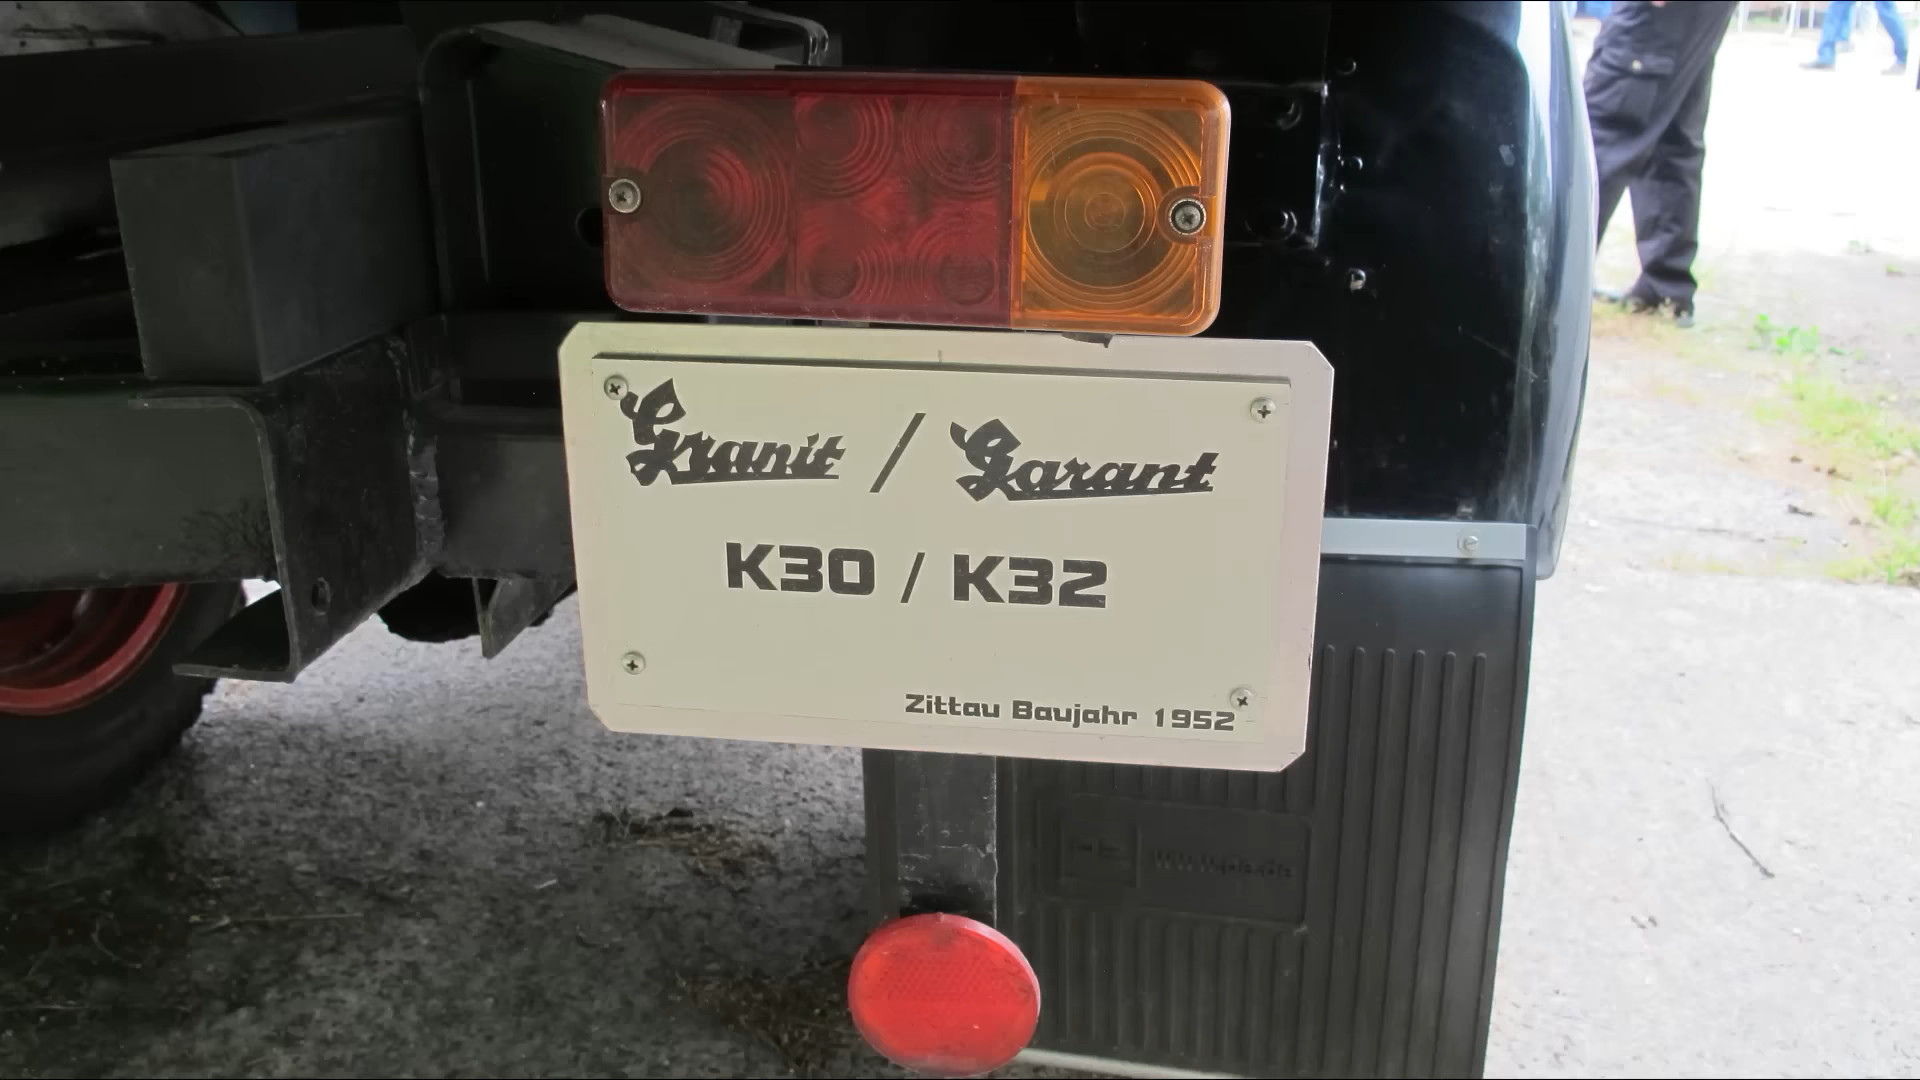 Granit / Garant
K30 / K32
Zittau Baujahr 1952